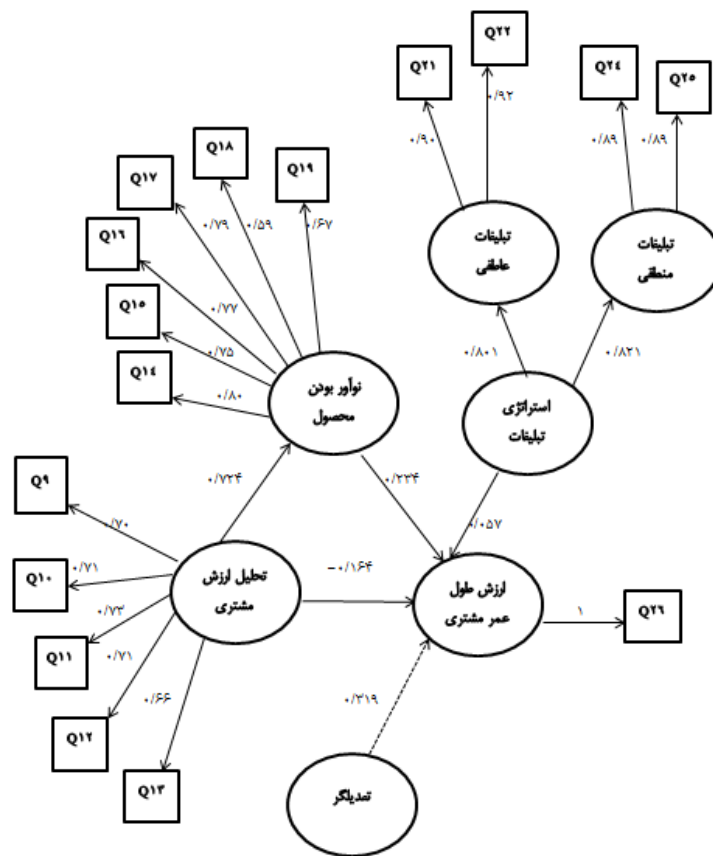 Q۲۱
Q۲۲
Q۲۴
Q۲۵
۰/۹۰
۰/۹۲
۰/۸۹
۰/۸۹
Q۱۸
Q۱۹
Q۱۷
Q۱۶
Q۱۵
Q۱۴
۰/۷۹
۰/۵۹
۰/۶۷
۰/۷۷
۰/۷۵
۰/۸۰
تبلیغات
عاطفی
تبلیغات
منطقی
۰/۸۰۱
۰/۸۲۱
نوآور بودن
محصول
استراتژی
تبلیغات
۰/۷۲۴
۰/۲۳۴
۰/۰۵۷
Q۹
Q۱۰
Q۱۱
Q۱۲
Q۱۳
۰/۷۰
۰/۷۱
۰/۷۳
۰/۷۱
۰/۶۶
تحلیل ارزش
مشتری
-۰/۱۶۴
ارزش طول
عمر مشتری
۱
Q۲۶
۰/۳۱۹
تعدیلگر